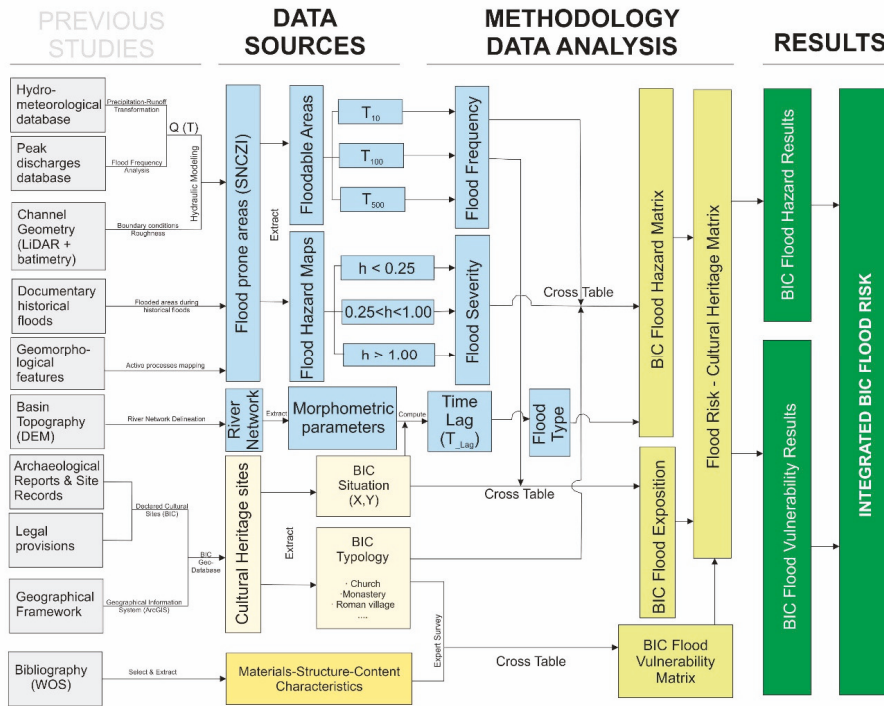 PREVIOUS
STUDIES
DATA
SOURCES
METHODOLOGY
DATA ANALYSIS
RESULTS
Hydro-
meteorological
database
Precipitation-Runoff
Transformation
Q (T)
Peak
discharges
database
Flood Frequency
Analysis
Hydraulic Modeling
Channel
Geometry
(LiDAR +
batimetry)
Boundary conditions
Roughness
Documentary
historical
floods
Flooded areas during
historical floods
Geomorpho-
logical
features
Activo processes mapping
Basin
Topography
(DEM)
River Network Delineation
Archaeological
Reports & Site
Records
Declared Cultural
Sites (BIC)
Legal
provisions
BIC
Geo-
Database
Geographical
Framework
Geographical Information
System (ArcGIS)
Bibliography
(WOS)
Select & Extract
Flood prone areas (SNCZI)
Extract
Floodable Areas
T10
T100
T500
Flood Hazard Maps
h < 0.25
0.25<h<1.00
h > 1.00
River
Network
Extract
Morphometric
parameters
Compute
Cultural Heritage sites
Extract
BIC
Situation
(X,Y)
BIC
Typology
· Church
·Monastery
· Roman village
....
Materials-Structure-Content
Characteristics
Expert Survey
Flood Frequency
Flood Severity
Time
Lag
(T_Lag)
Flood
Type
Cross Table
Cross Table
Cross Table
BIC Flood Hazard Matrix
BIC Flood Exposition
BIC Flood
Vulnerability
Matrix
Flood Risk - Cultural Heritage Matrix
BIC Flood Hazard Results
BIC Flood Vulnerability Results
INTEGRATED BIC FLOOD RISK